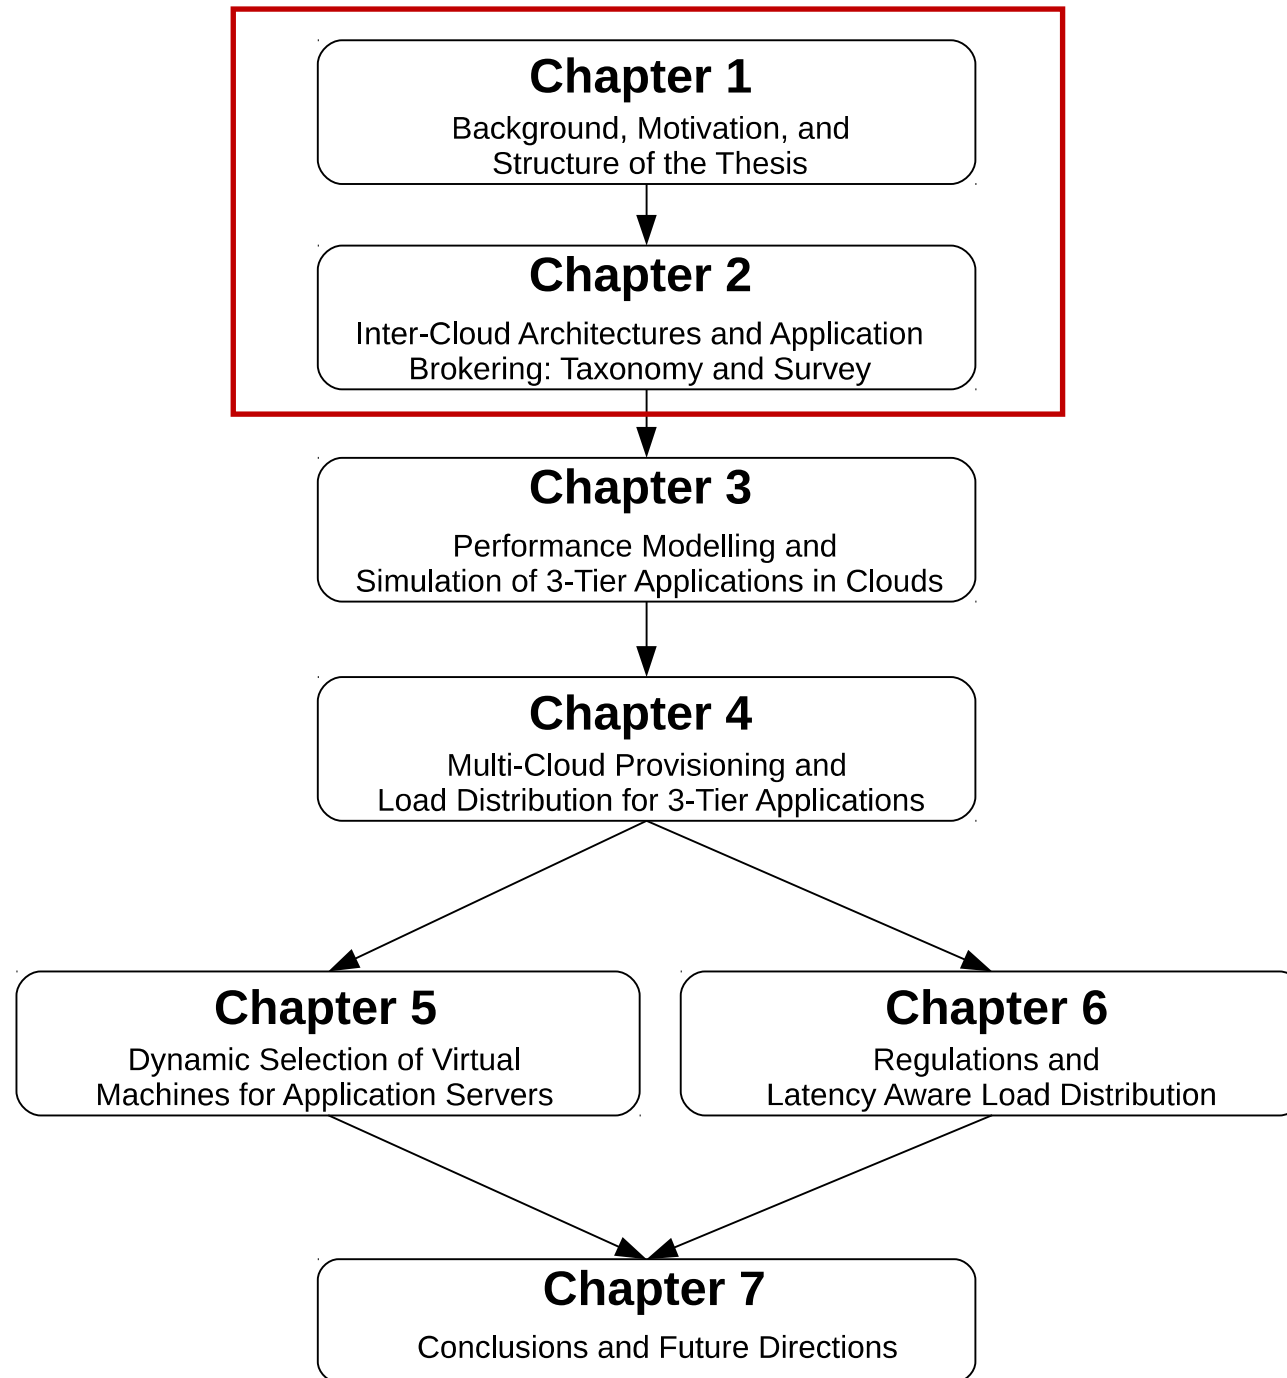 Chapter 1
Background, Motivation, and
Structure of the Thesis
Chapter 2
Inter-Cloud Architectures and Application
Brokering: Taxonomy and Survey
Chapter 3
Performance Modelling and
Simulation of 3-Tier Applications in Clouds
Chapter 4
Multi-Cloud Provisioning and
Load Distribution for 3-Tier Applications
Chapter 5
Dynamic Selection of Virtual
Machines for Application Servers
Chapter 6
Regulations and
Latency Aware Load Distribution
Chapter 7
Conclusions and Future Directions